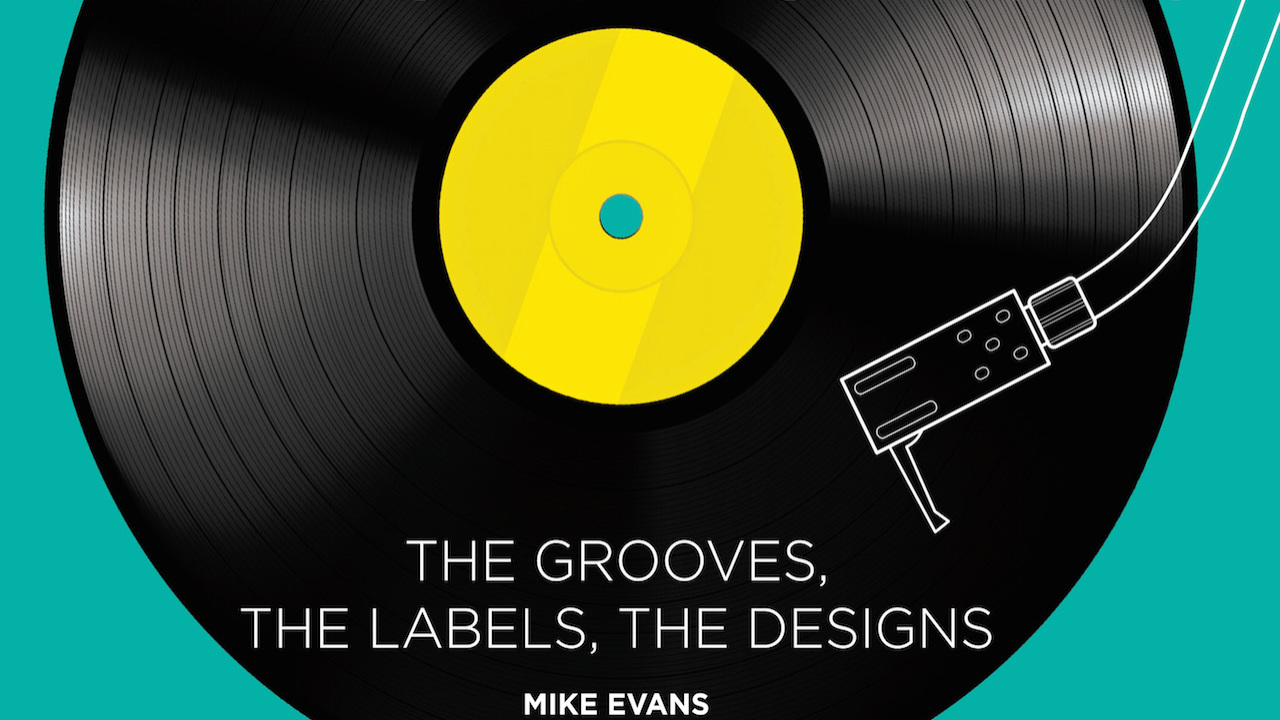 THE GROOVES,
THE LABELS, THE DESIGNS
MIKE EVANS